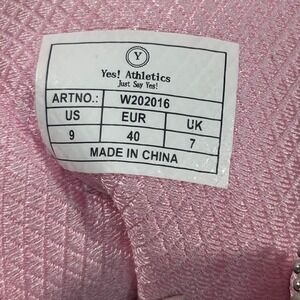 Y
Yes! Athletics
Just Say Yes!
ARTNO.: W202016
US EUR UK
9 40 7
MADE IN CHINA